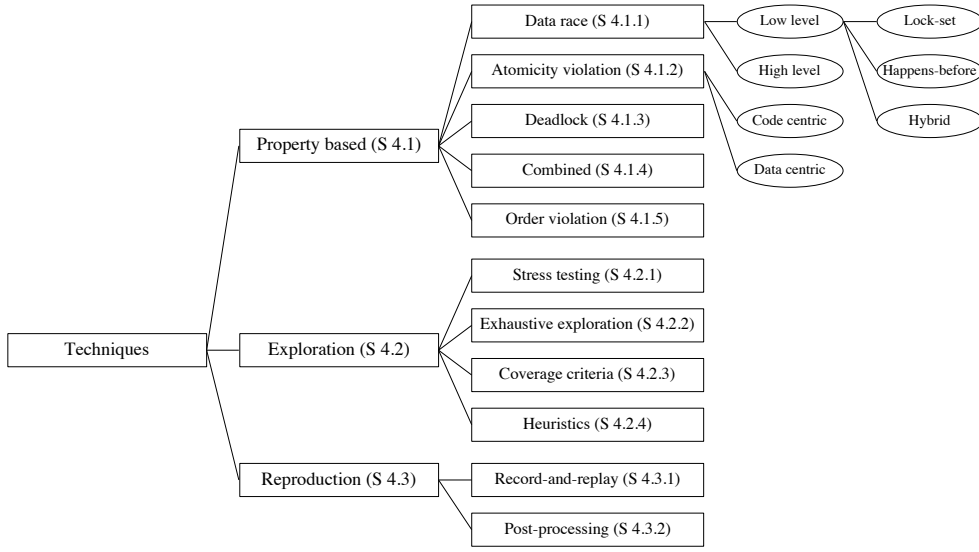 Techniques
Property based (S 4.1)
Data race (S 4.1.1)
Low level
Lock-set
Happens-before
Hybrid
High level
Atomicity violation (S 4.1.2)
Code centric
Data centric
Deadlock (S 4.1.3)
Combined (S 4.1.4)
Order violation (S 4.1.5)
Exploration (S 4.2)
Stress testing (S 4.2.1)
Exhaustive exploration (S 4.2.2)
Coverage criteria (S 4.2.3)
Heuristics (S 4.2.4)
Reproduction (S 4.3)
Record-and-replay (S 4.3.1)
Post-processing (S 4.3.2)